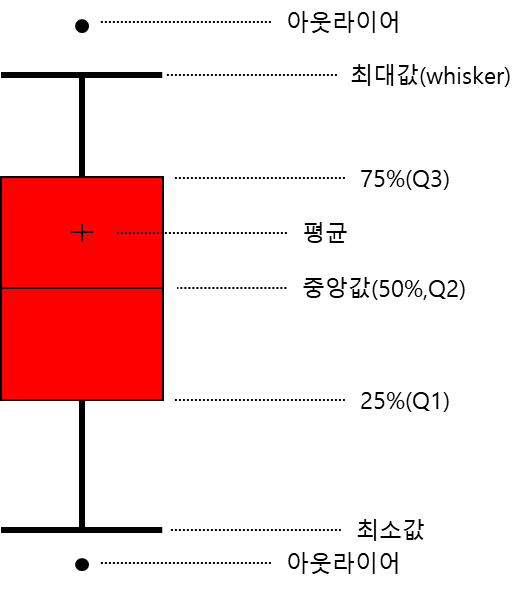 아웃라이어
최대값(whisker)
75%(Q3)
평균
중앙값(50%,Q2)
25%(Q1)
최소값
아웃라이어